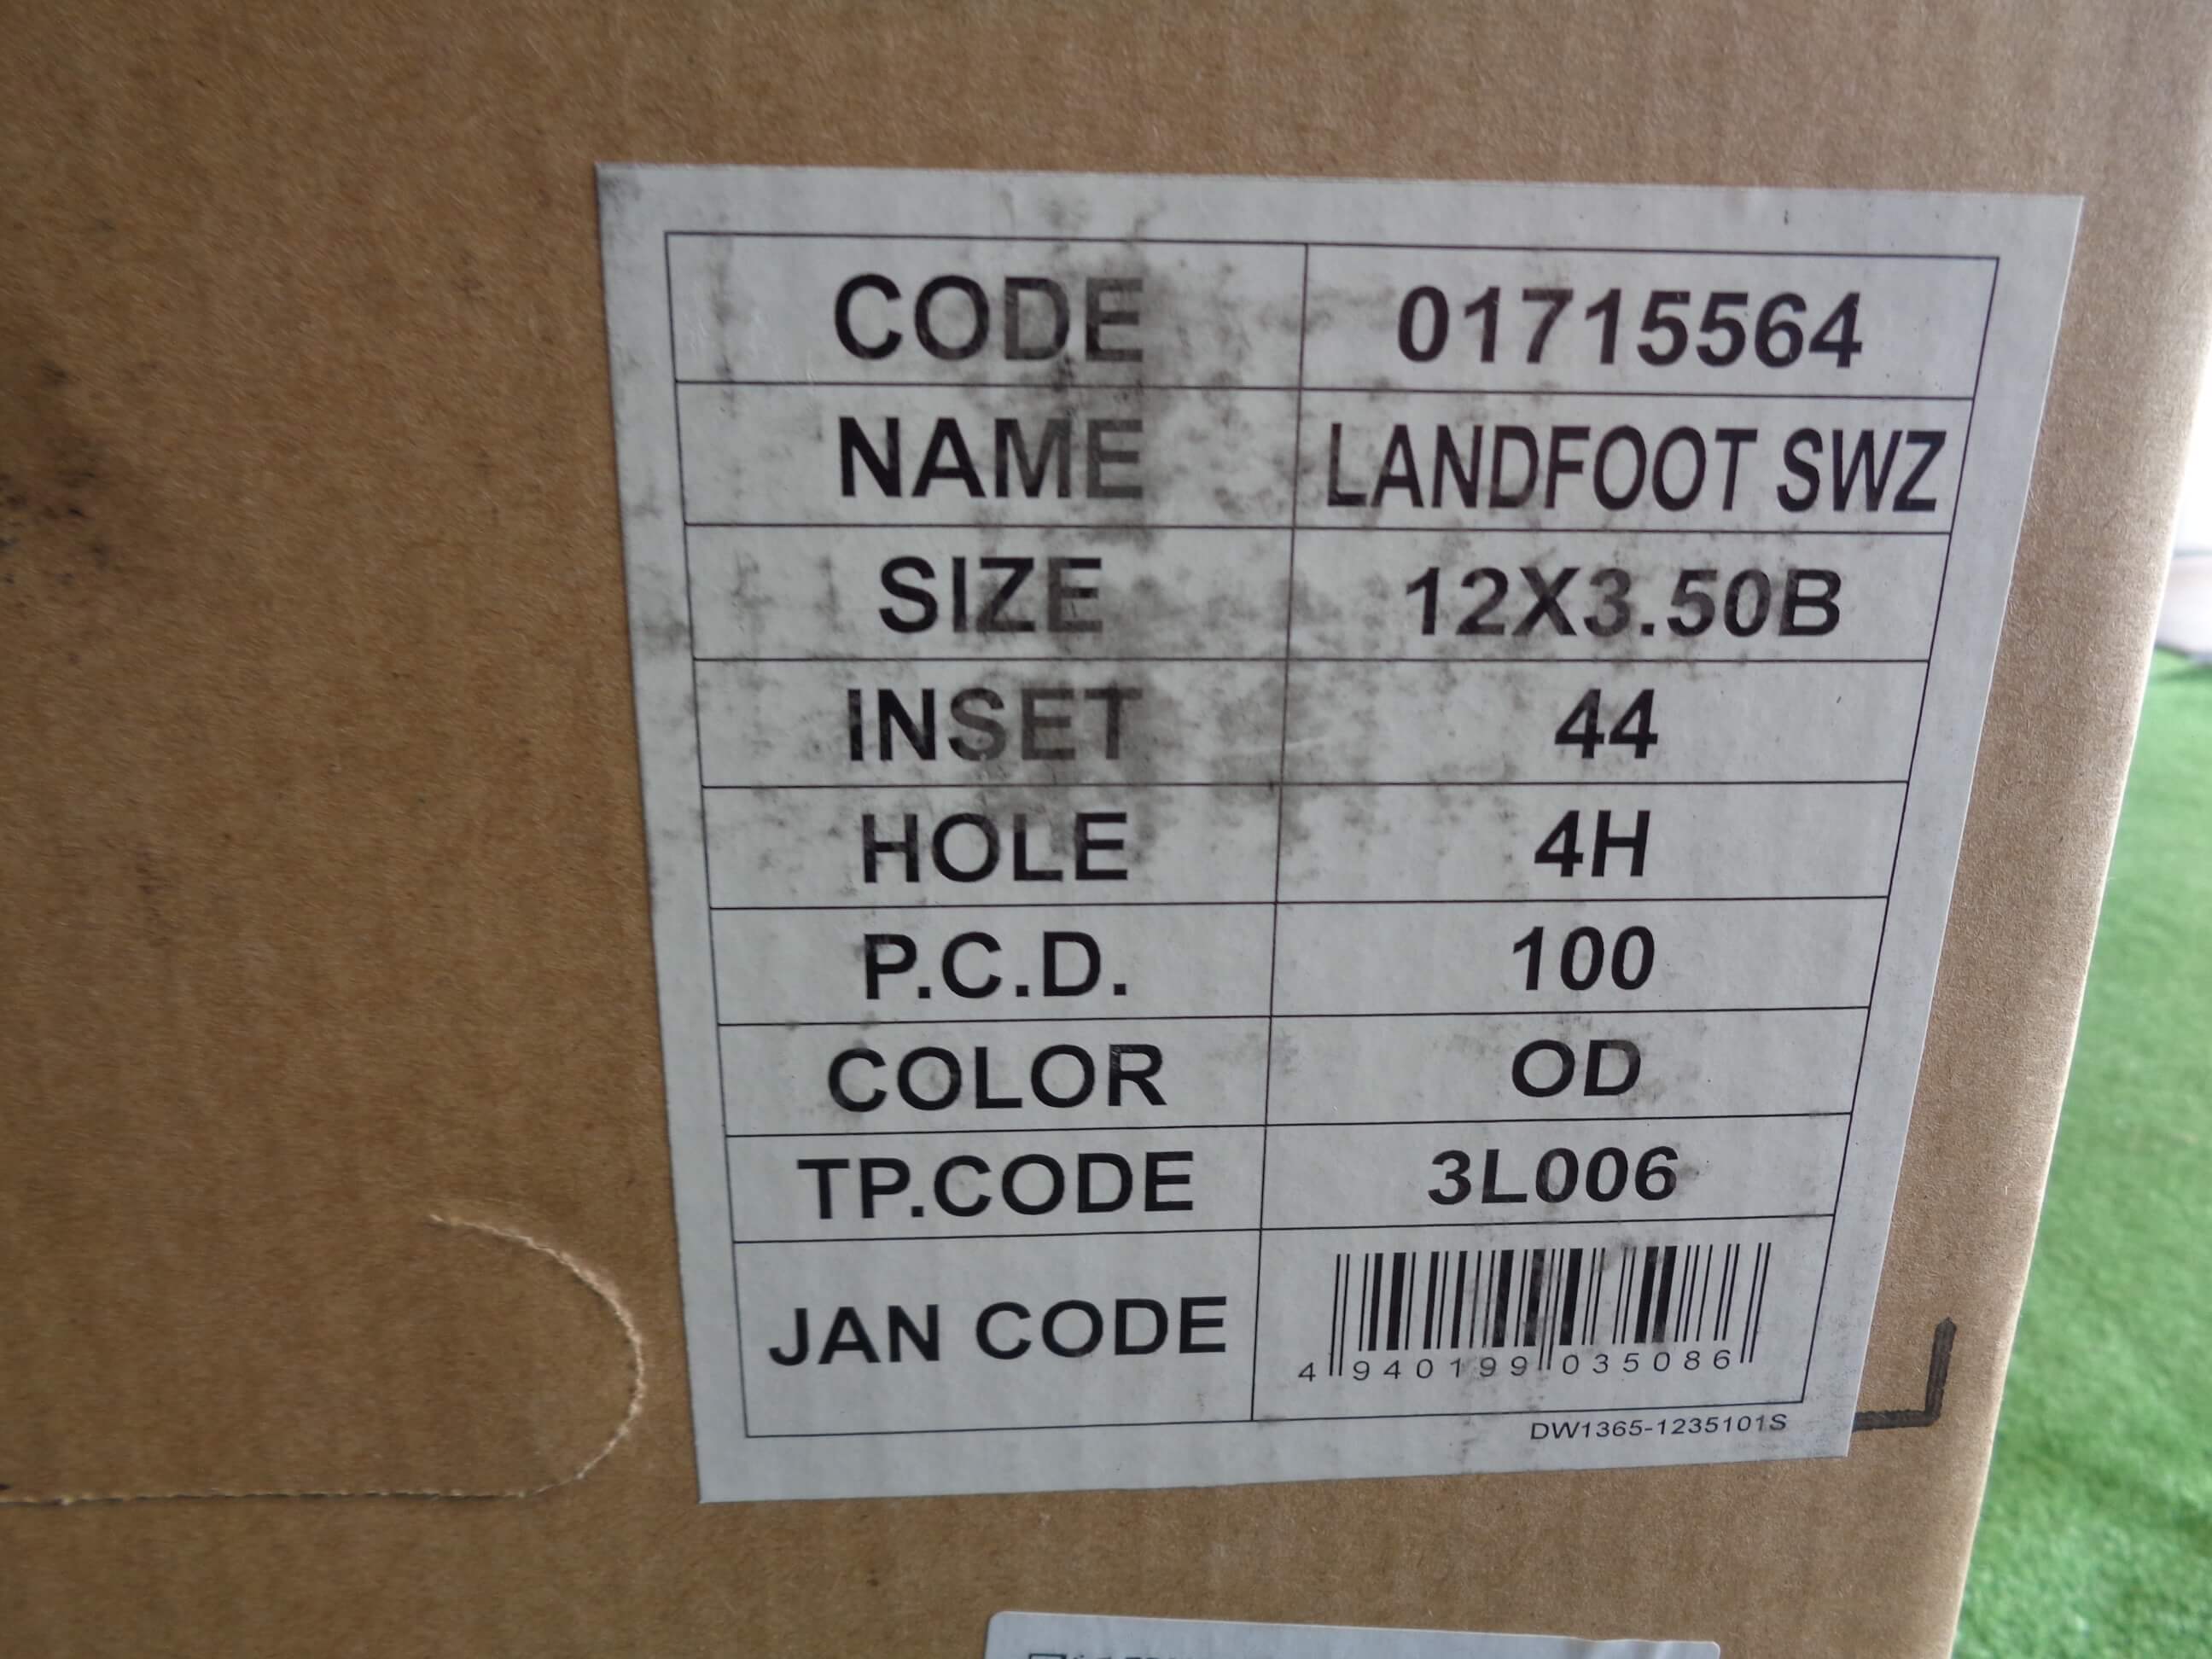 CODE 01715564
NAME LANDFOOT SWZ
SIZE 12X3.50B
INSET 44
HOLE 4H
P.C.D. 100
COLOR OD
TP.CODE 3L006
JAN CODE
4 940199 035086
DW1365-1235101S